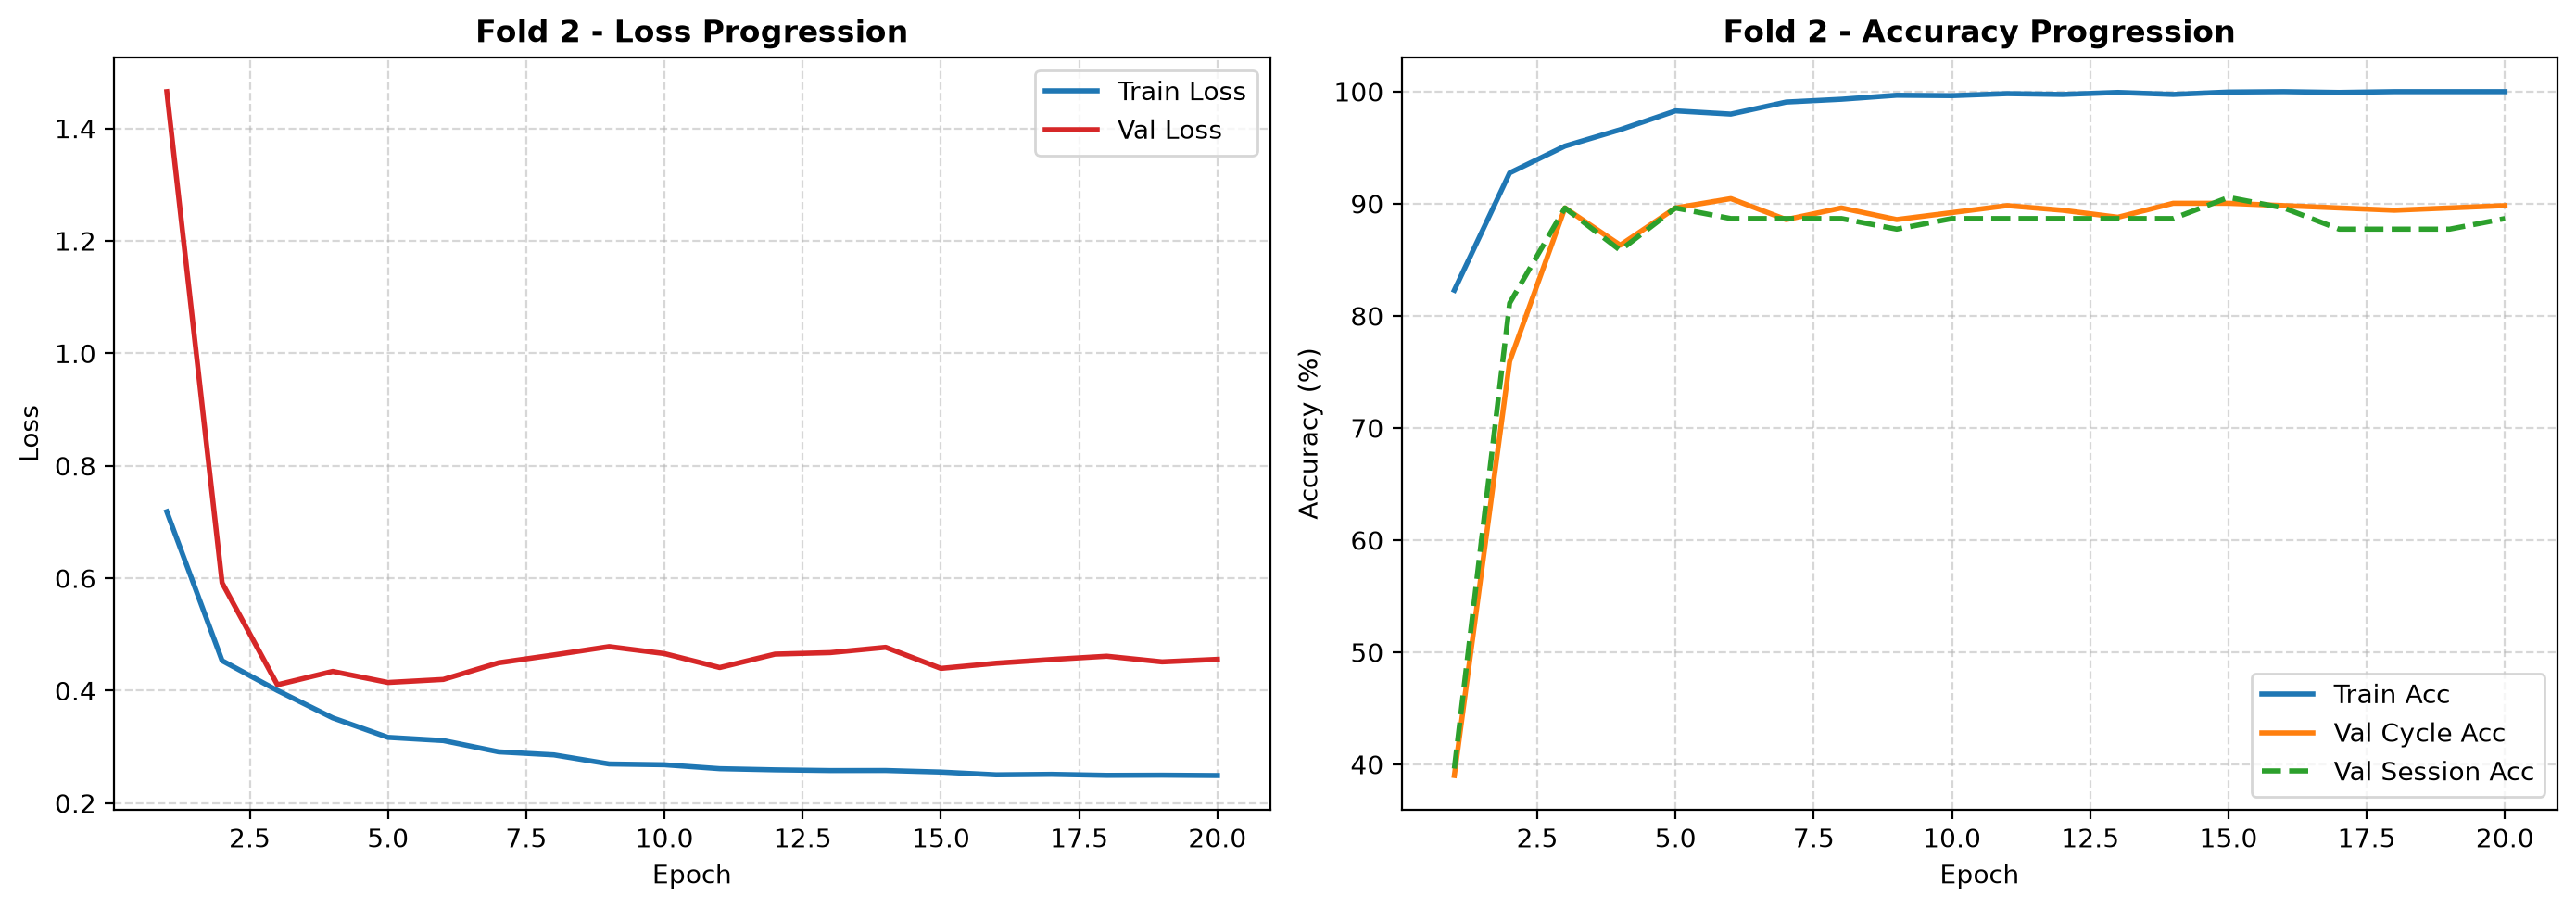 Fold 2 - Loss Progression
Train Loss
Val Loss
Loss
1.4
1.2
1.0
0.8
0.6
0.4
0.2
2.5 5.0 7.5 10.0 12.5 15.0 17.5 20.0
Epoch
Fold 2 - Accuracy Progression
Accuracy (%)
100
90
80
70
60
50
40
Train Acc
Val Cycle Acc
Val Session Acc
2.5 5.0 7.5 10.0 12.5 15.0 17.5 20.0
Epoch